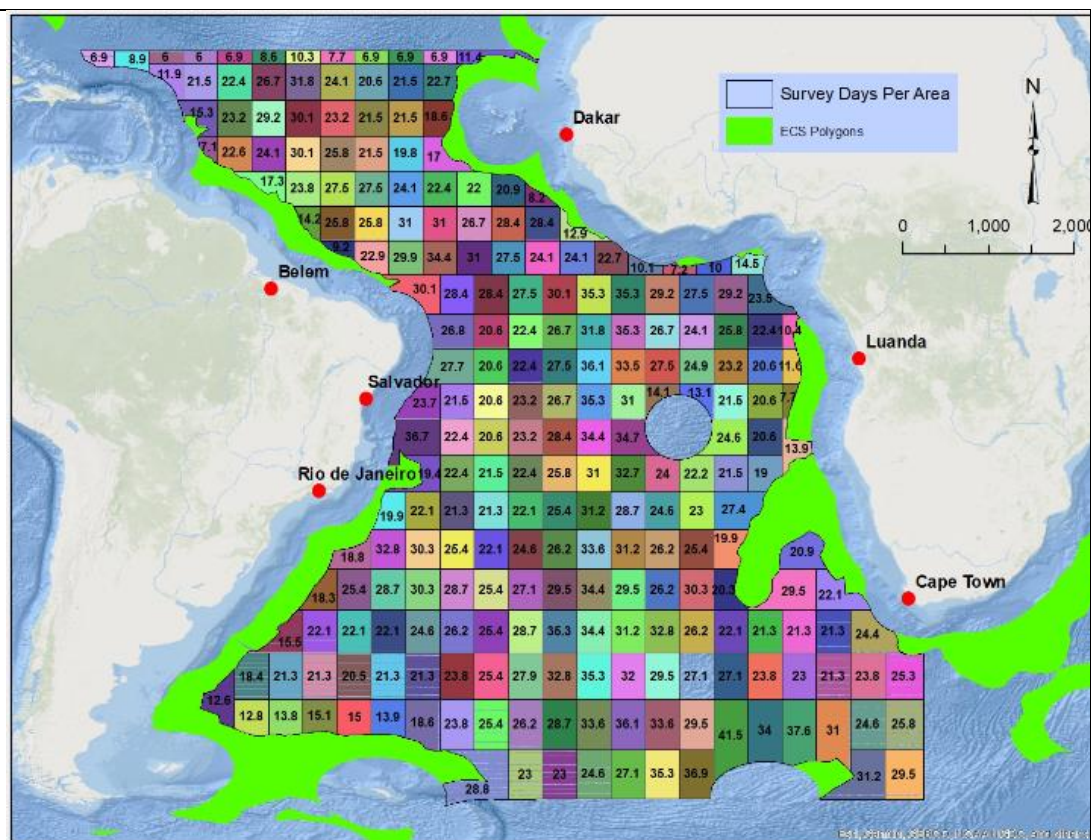 6.9 8.9 6 6 6.9 8.6 10.3 7.7 6.9 6.9 6.9 11.4
11.9 21.5 22.4 26.7 31.8 24.1 20.6 21.5 22.7
Survey Days Per Area
N
15.3 23.2 29.2 30.1 23.2 21.5 21.5 18.6
Dakar
ECS Polygons
7.1 22.6 24.1 30.1 25.8 21.5 19.8 17
17.3 23.8 27.5 27.5 24.1 22.4 22 20.9 8.2
14.2 25.8 25.8 31 31 26.7 28.4 28.4 12.9
0 1,000 2,000
9.2 22.9 29.9 34.4 31 27.5 24.1 24.1 22.7 10.1 7.2 10 14.5
Belem
30.1 28.4 28.4 27.5 30.1 35.3 35.3 29.2 27.5 29.2 23.5
26.8 20.6 22.4 26.7 31.8 35.3 26.7 24.1 25.8 22.4 10.4
Luanda
27.7 20.6 22.4 27.5 36.1 33.5 27.5 24.9 23.2 20.6 11.6
Salvador
23.7 21.5 20.6 23.2 26.7 35.3 31 14.1 13.1 21.5 20.6 7.7
36.7 22.4 20.6 23.2 28.4 34.4 34.7 24.6 20.6 13.9
Rio de Janeiro
19.4 22.4 21.5 22.4 25.8 31 32.7 24 22.2 21.5 19
19.9 22.1 21.3 21.3 22.1 25.4 31.2 28.7 24.6 23 27.4
18.8 32.8 30.3 25.4 22.1 24.6 26.2 33.6 31.2 26.2 25.4 19.9 20.9
Cape Town
18.3 25.4 28.7 30.3 28.7 25.4 27.1 29.5 34.4 29.5 26.2 30.3 20.3 29.5 22.1
15.5 22.1 22.1 22.1 24.6 26.2 25.4 28.7 35.3 34.4 31.2 32.8 26.2 22.1 21.3 21.3 21.3 24.4
18.4 21.3 21.3 20.5 21.3 21.3 23.8 25.4 27.9 32.8 35.3 32 29.5 27.1 27.1 23.8 23 21.3 23.8 25.3
12.6 12.8 13.8 15.1 15 13.9 18.6 23.8 25.4 26.2 28.7 33.6 36.1 33.6 29.5 41.5 34 37.6 31 24.6 25.8
28.8 23 23 24.6 27.1 35.3 36.9 31.2 29.5